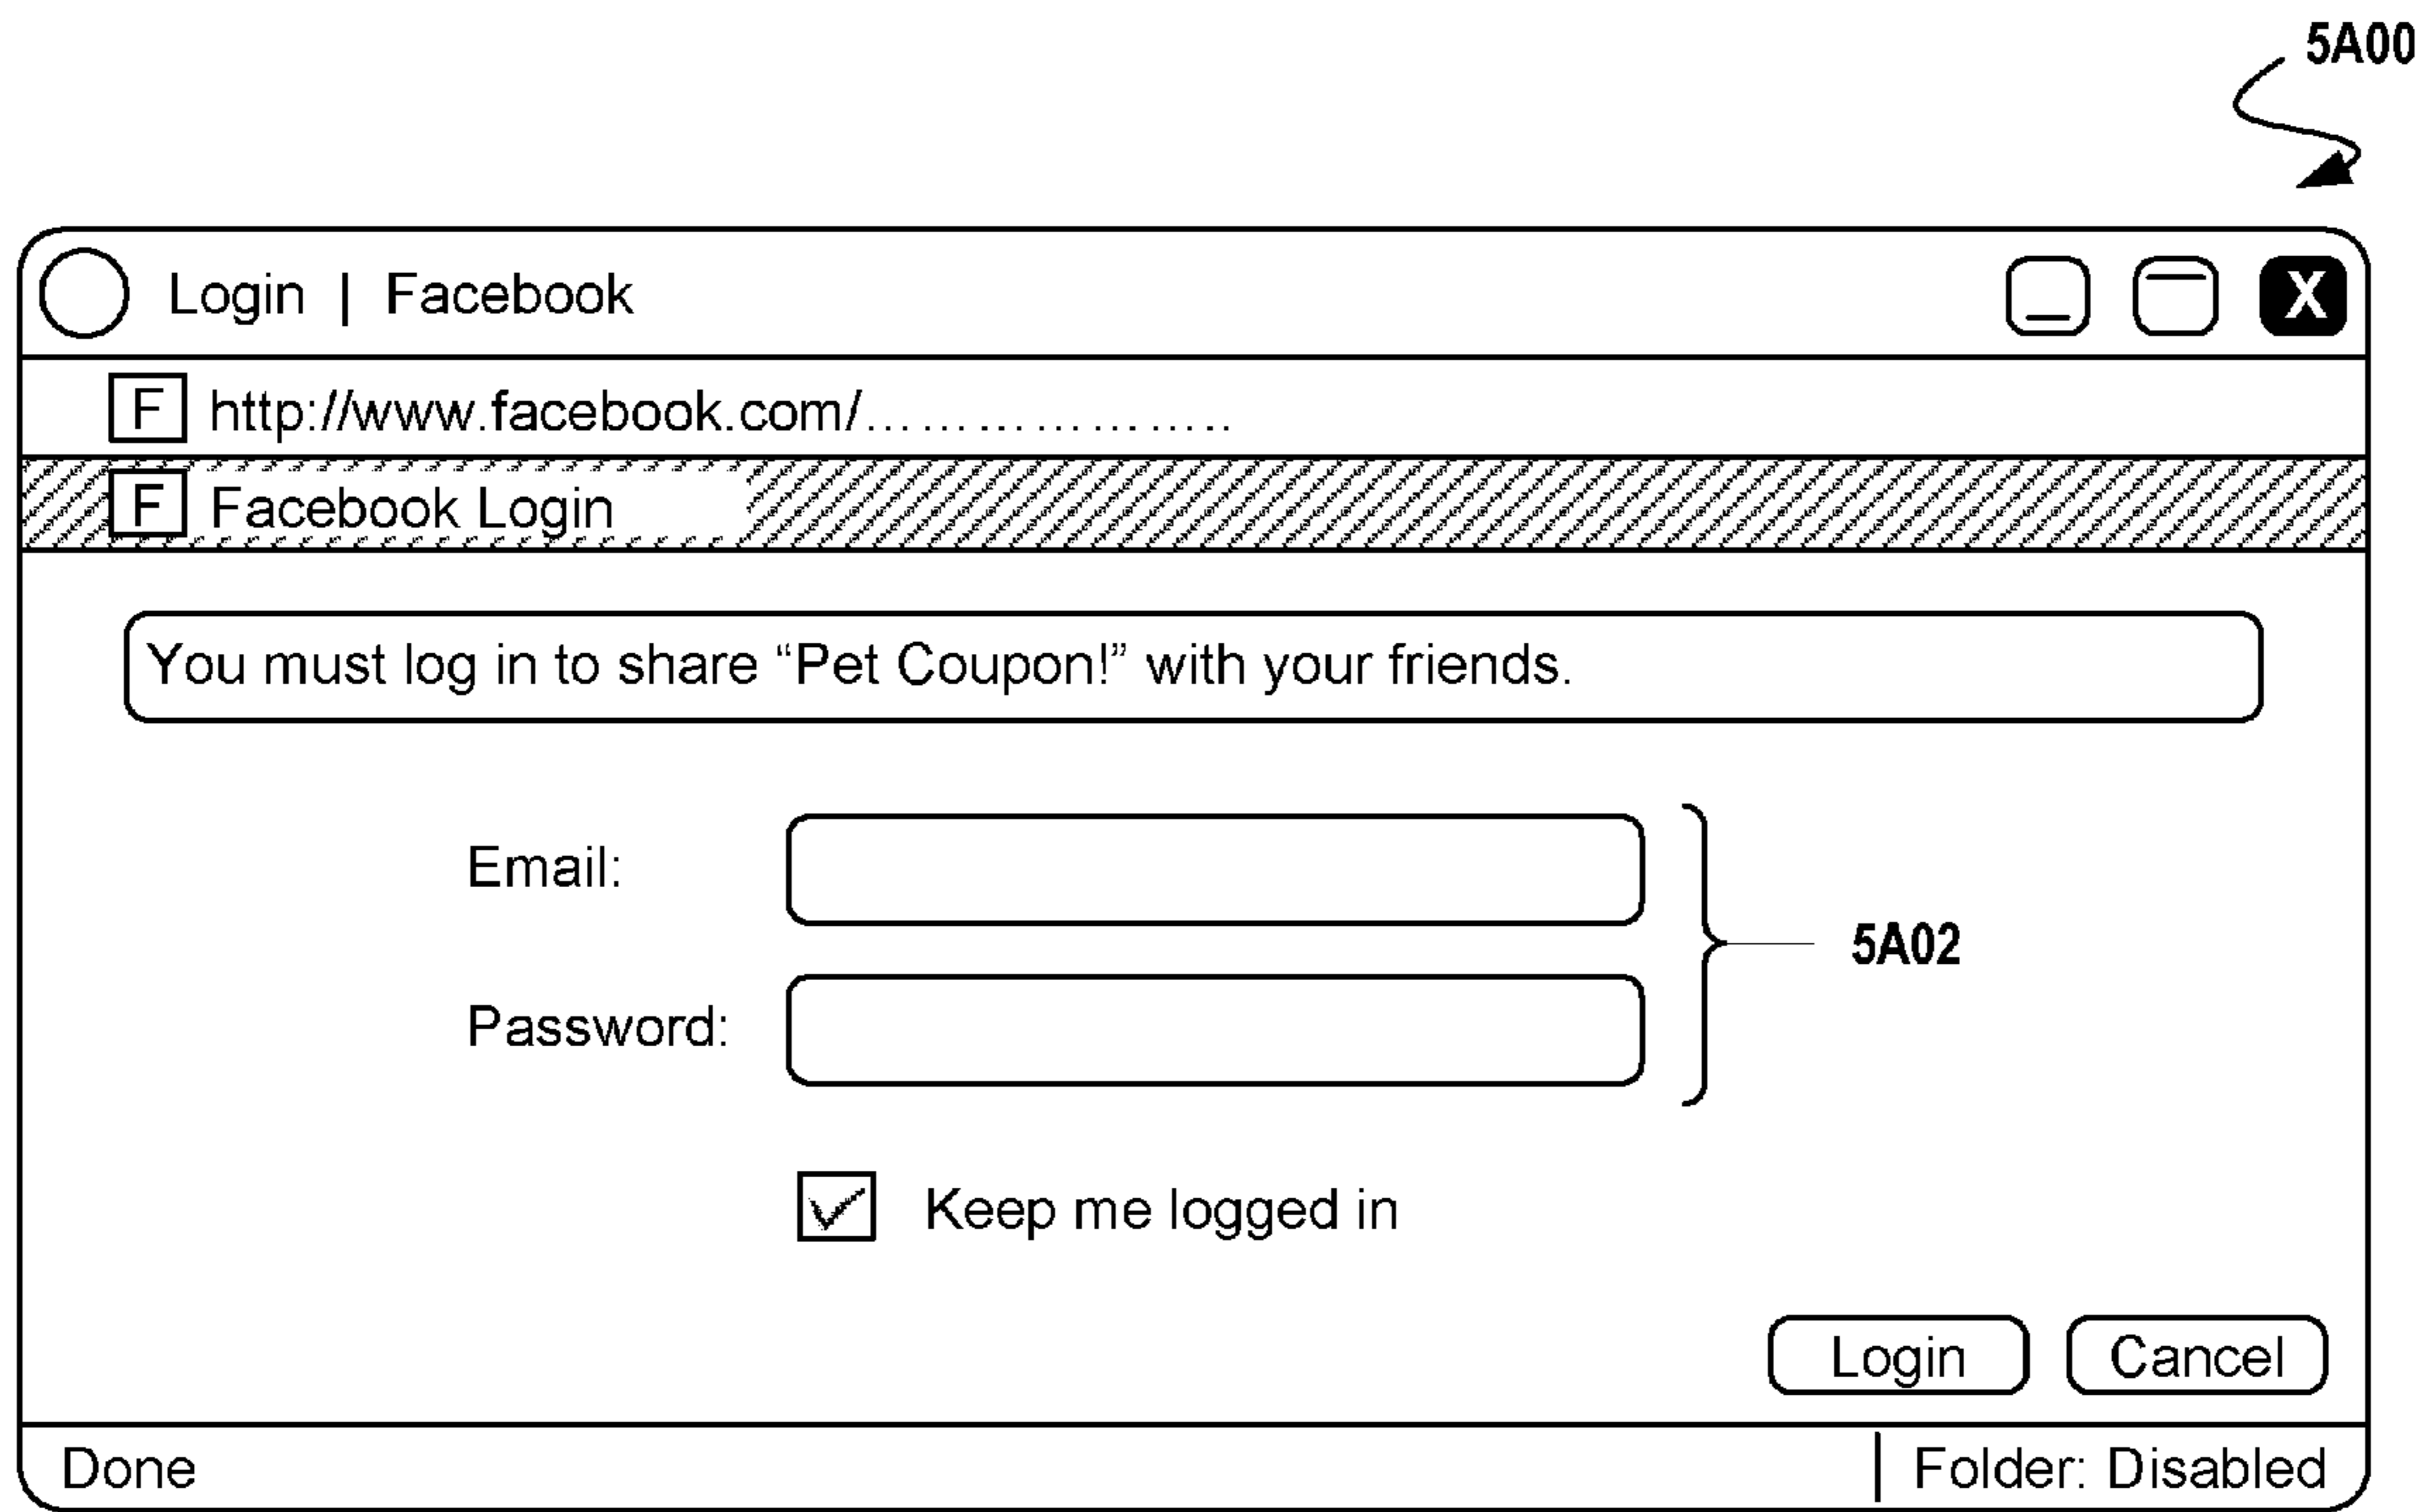 5A00
Login | Facebook
X
F http://www.facebook.com/....................
F Facebook Login
You must log in to share “Pet Coupon!” with your friends.
Email:
5A02
Password:
Keep me logged in
Login Cancel
Done | Folder: Disabled